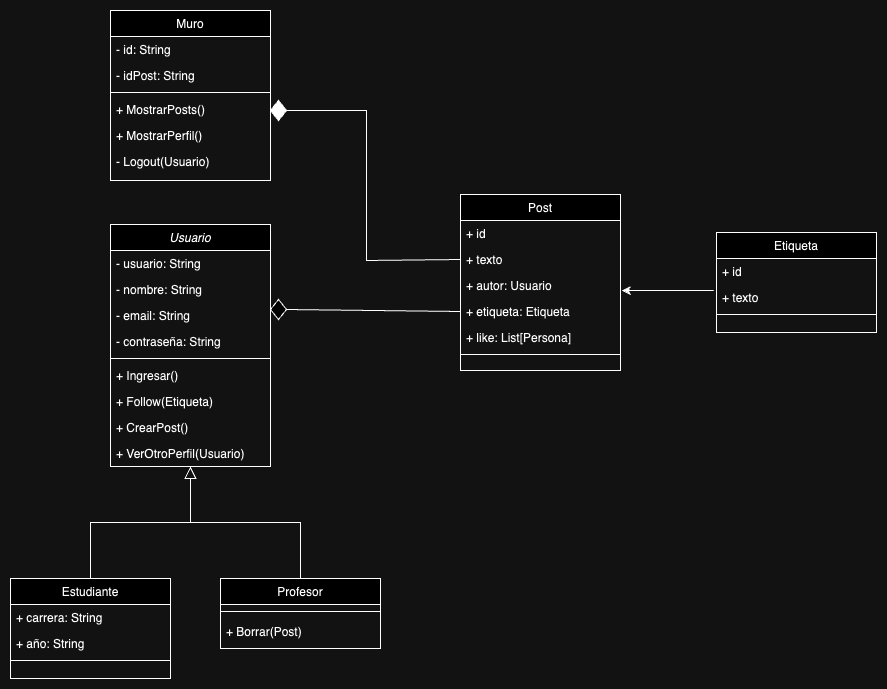 Muro
- id: String
- idPost: String
+ MostrarPosts()
+ MostrarPerfil()
- Logout(Usuario)
Usuario
- usuario: String
- nombre: String
- email: String
- contraseña: String
+ Ingresar()
+ Follow(Etiqueta)
+ CrearPost()
+ VerOtroPerfil(Usuario)
Post
+ id
+ texto
+ autor: Usuario
+ etiqueta: Etiqueta
+ like: List[Persona]
Etiqueta
+ id
+ texto
Estudiante
+ carrera: String
+ año: String
Profesor
+ Borrar(Post)